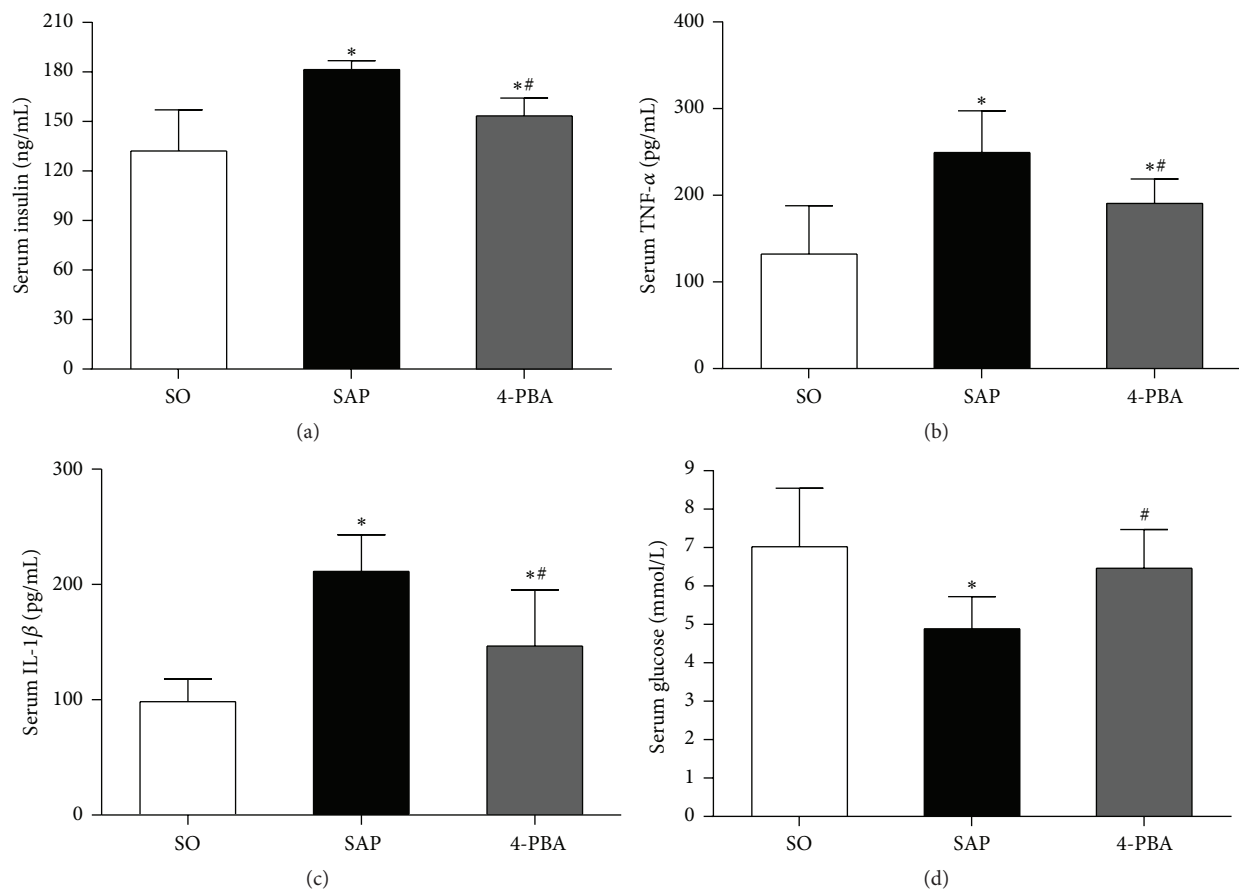 210
180
150
120
90
60
30
0
Serum insulin (ng/mL)
*
*#
SO SAP 4-PBA
(a)
400
300
200
100
0
Serum TNF-α (pg/mL)
*
*#
SO SAP 4-PBA
(b)
300
200
100
0
Serum IL-1β (pg/mL)
*
*#
SO SAP 4-PBA
(c)
9
8
7
6
5
4
3
2
1
0
Serum glucose (mmol/L)
*
#
SO SAP 4-PBA
(d)